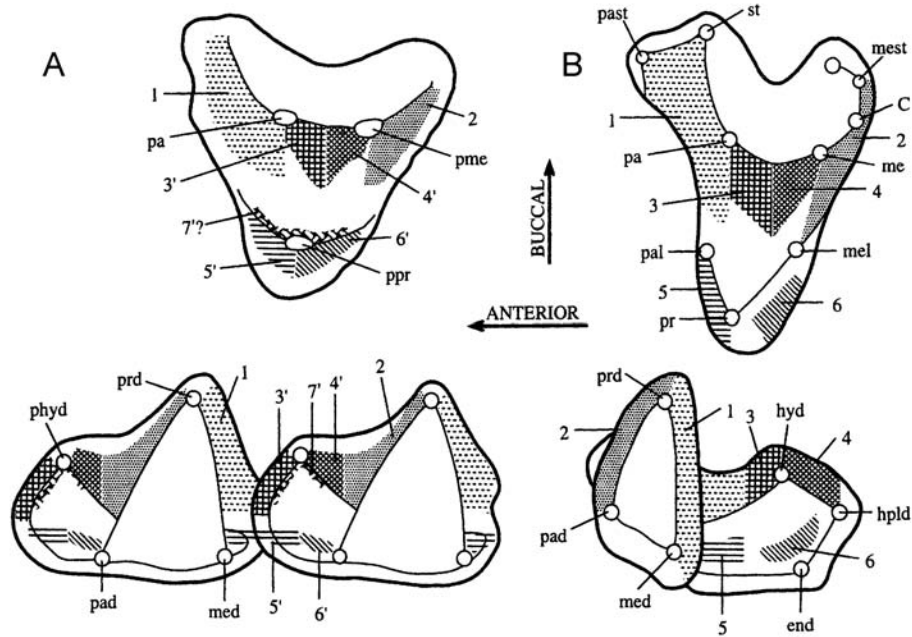 A
1
pa
3'
7'?
5'
2
pme
4'
6'
ppr
BUCCAL
ANTERIOR
B
past
st
mest
C
2
me
1
pa
3
4
pal
mel
5
6
pr
phyd
prd
1
3'
7'
4'
2
pad
med
5'
6'
prd
1
hyd
3
4
2
hpld
pad
6
med
5
end